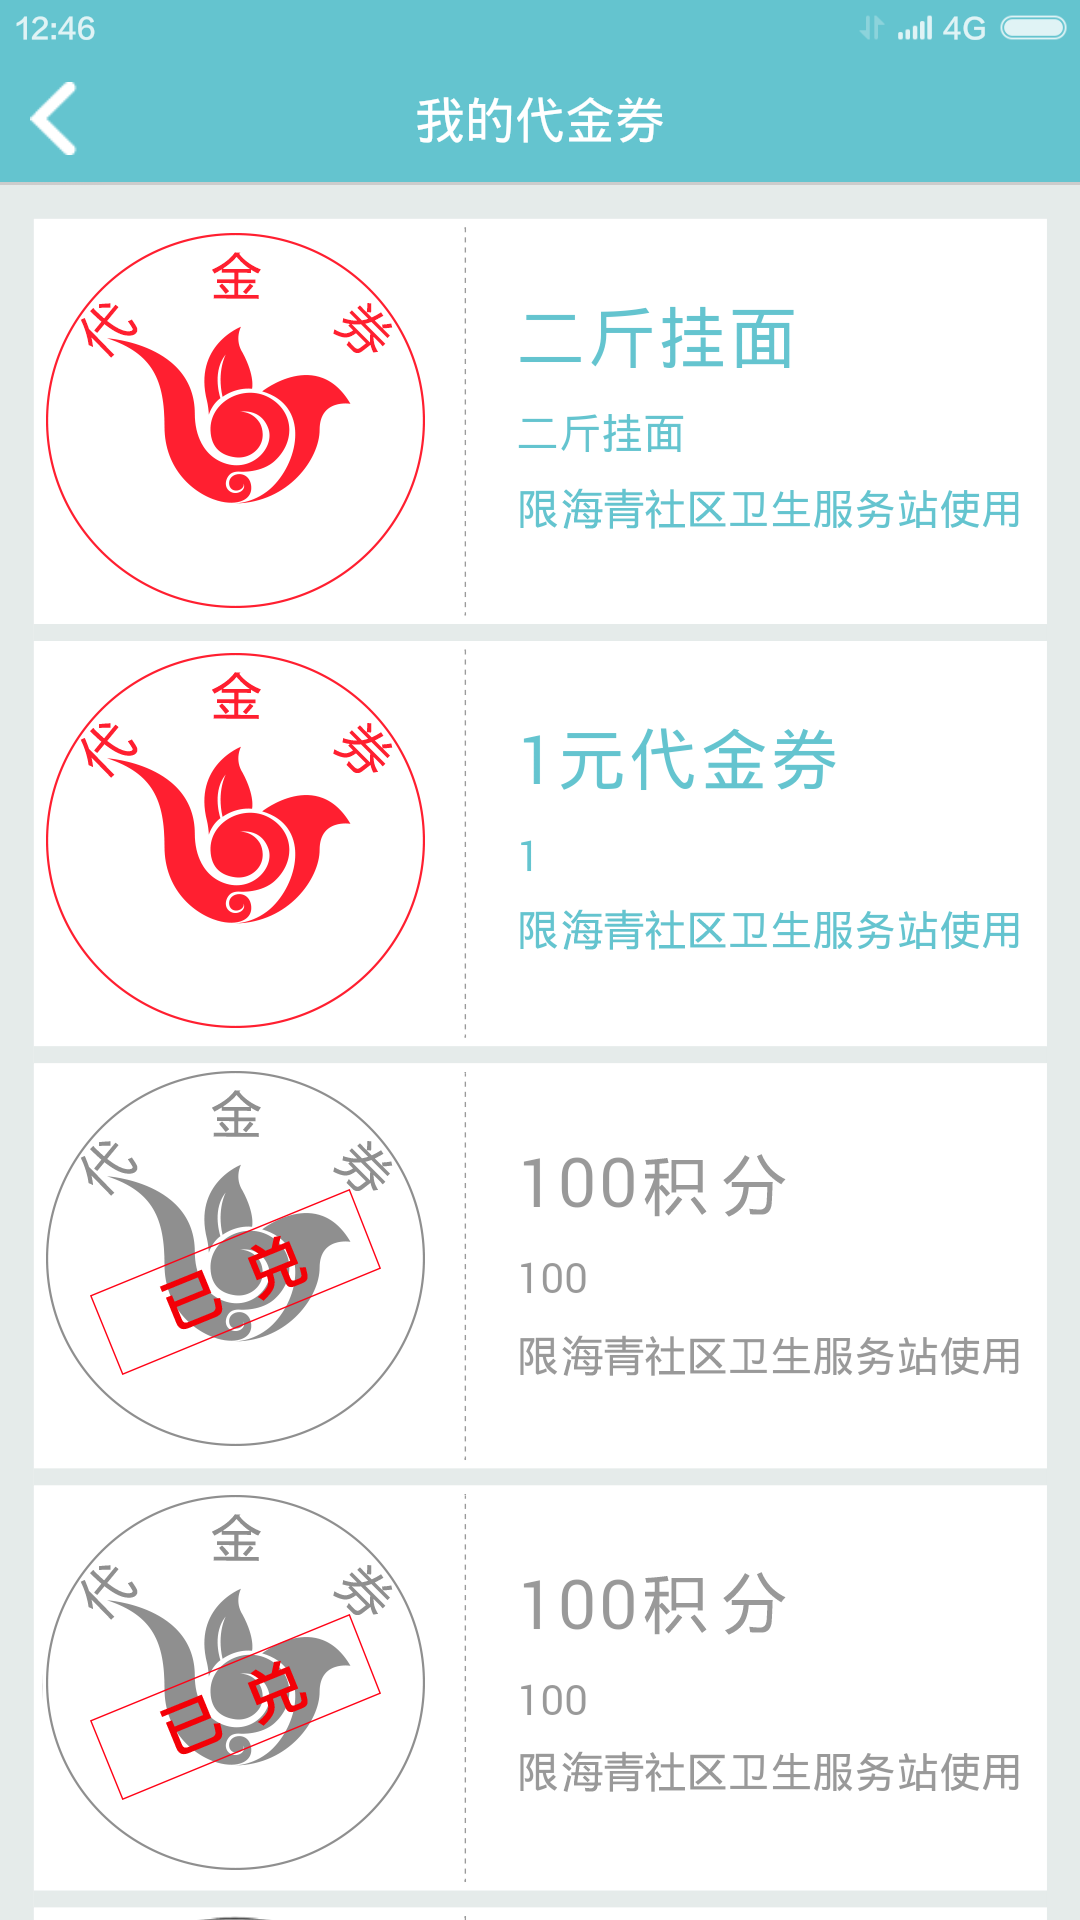 12:46
4G
我的代金券
代金券
二斤挂面
二斤挂面
限海青社区卫生服务站使用
代金券
1元代金券
1
限海青社区卫生服务站使用
代金券
已兑
100积分
100
限海青社区卫生服务站使用
代金券
已兑
100积分
100
限海青社区卫生服务站使用